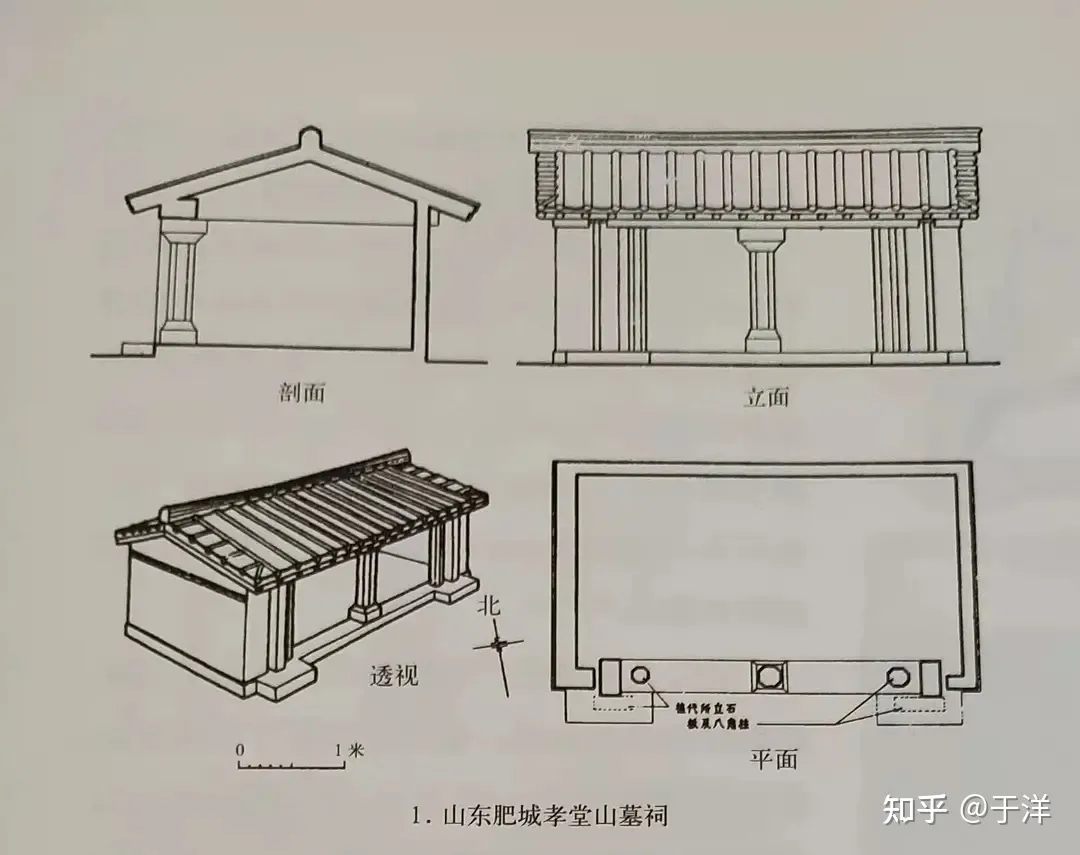 剖面
立面
北
透视
後代所立石
板及八角柱
0 1米
平面
1. 山东肥城孝堂山墓祠
知乎 @于洋